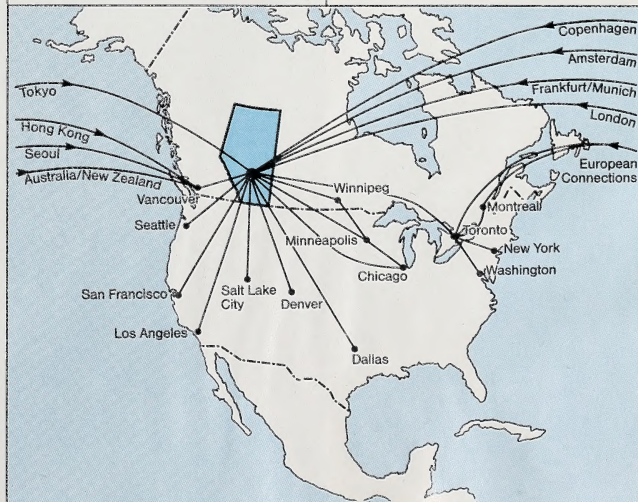 Copenhagen
Amsterdam
Frankfurt/Munich
London
European
Connections
Tokyo
Hong Kong
Seoul
Australia/New Zealand
Vancouver
Seattle
Winnipeg
Minneapolis
Montreal
Toronto
New York
Washington
Chicago
San Francisco
Salt Lake
City
Denver
Los Angeles
Dallas